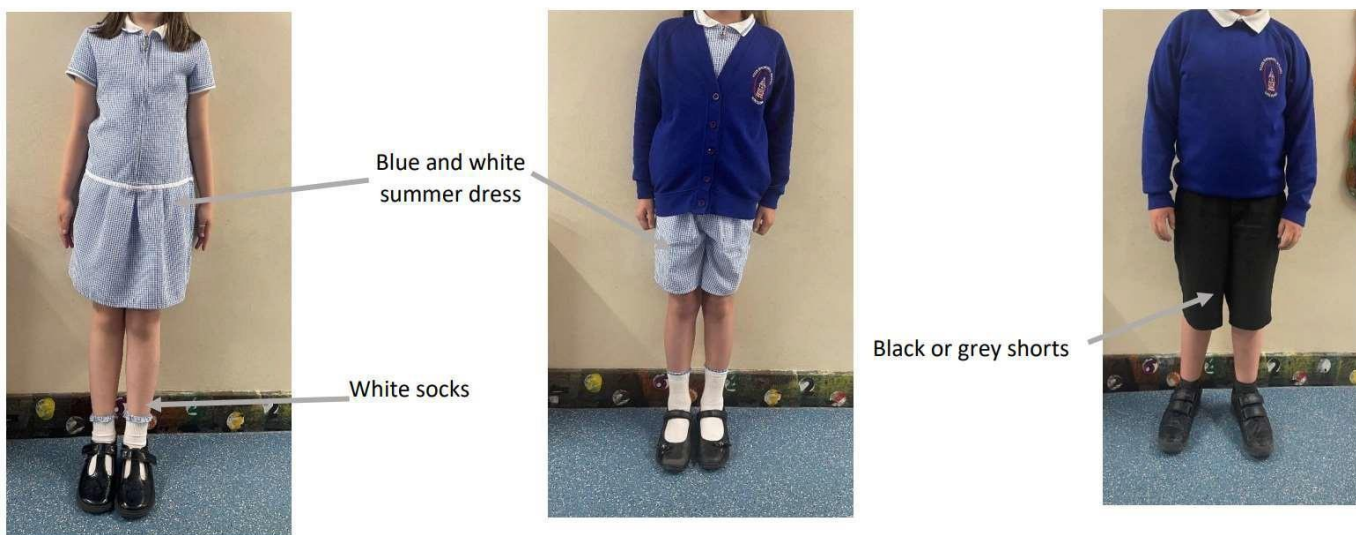 Blue and white
summer dress
White socks
Black or grey shorts